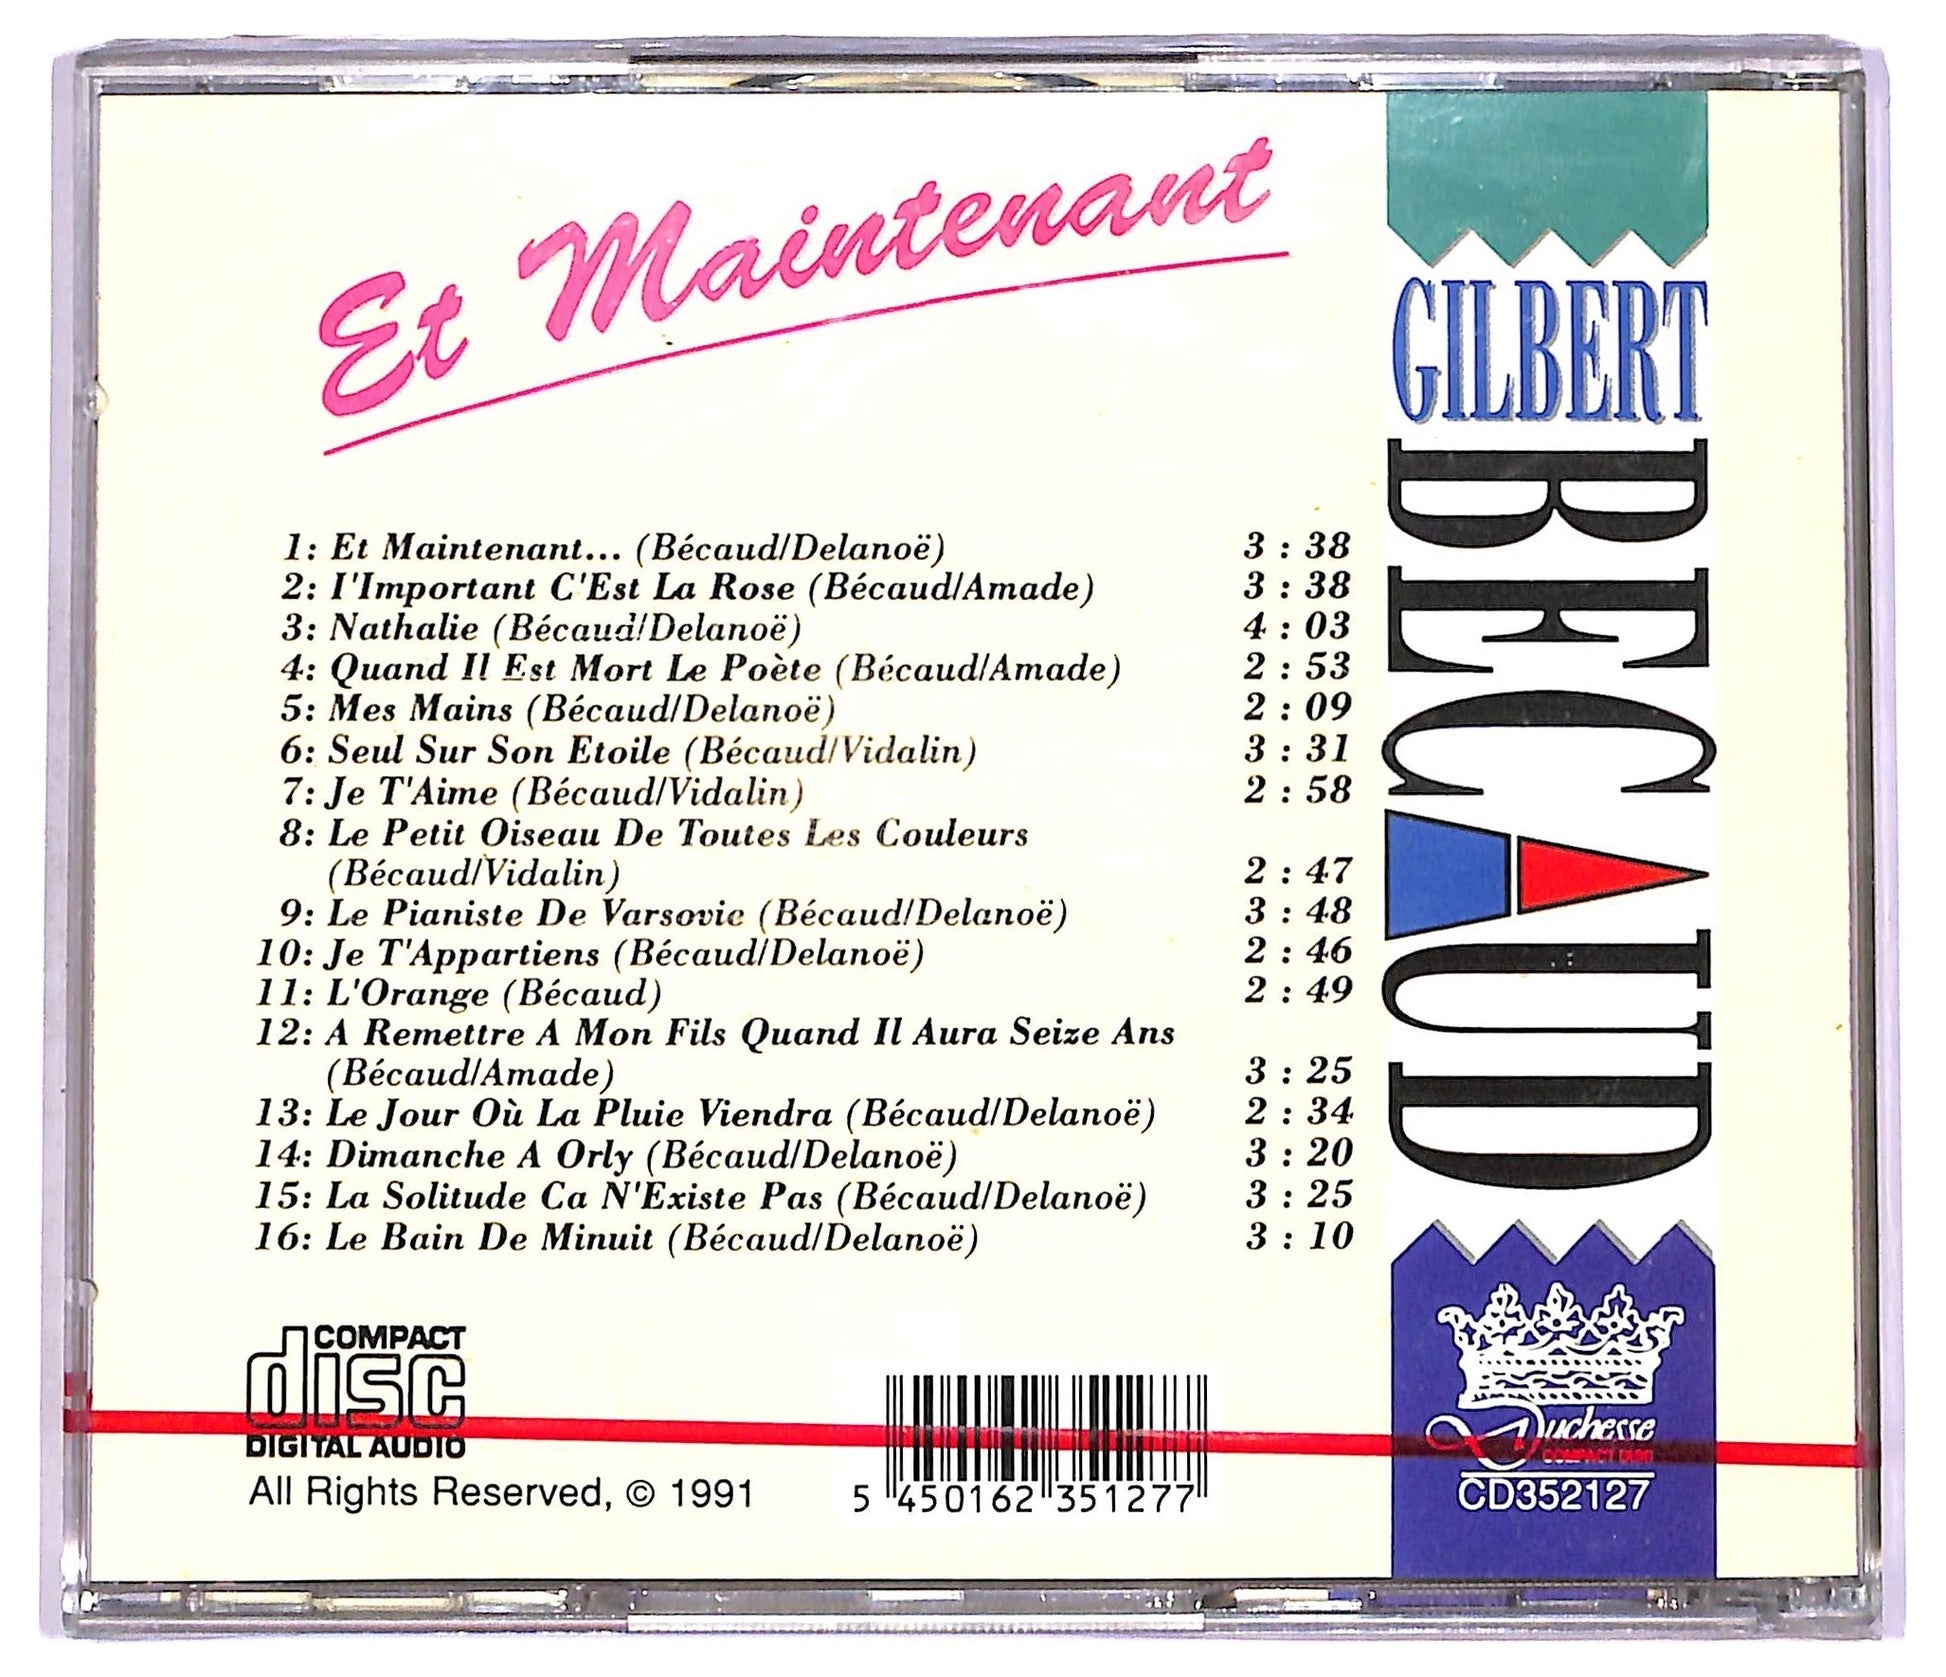 Et Maintenant
GILBERT
BECAUD
1: Et Maintenant... (Bécaud/Delanoë) 3 : 38
2: I'Important C'Est La Rose (Bécaud/Amade) 3 : 38
3: Nathalie (Bécaud/Delanoë) 4 : 03
4: Quand Il Est Mort Le Poète (Bécaud/Amade) 2 : 53
5: Mes Mains (Bécaud/Delanoë) 2 : 09
6: Seul Sur Son Etoile (Bécaud/Vidalin) 3 : 31
7: Je T'Aime (Bécaud/Vidalin) 2 : 58
8: Le Petit Oiseau De Toutes Les Couleurs
(Bécaud/Vidalin) 2 : 47
9: Le Pianiste De Varsovie (Bécaud/Delanoë) 3 : 48
10: Je T'Appartiens (Bécaud/Delanoë) 2 : 46
11: L'Orange (Bécaud) 2 : 49
12: A Remettre A Mon Fils Quand Il Aura Seize Ans
(Bécaud/Amade) 3 : 25
13: Le Jour Où La Pluie Viendra (Bécaud/Delanoë) 2 : 34
14: Dimanche A Orly (Bécaud/Delanoë) 3 : 20
15: La Solitude Ca N'Existe Pas (Bécaud/Delanoë) 3 : 25
16: Le Bain De Minuit (Bécaud/Delanoë) 3 : 10
COMPACT
disc
DIGITAL AUDIO
All Rights Reserved, © 1991
5 450162 351277
Duchesse
COMPACT DISC
CD352127